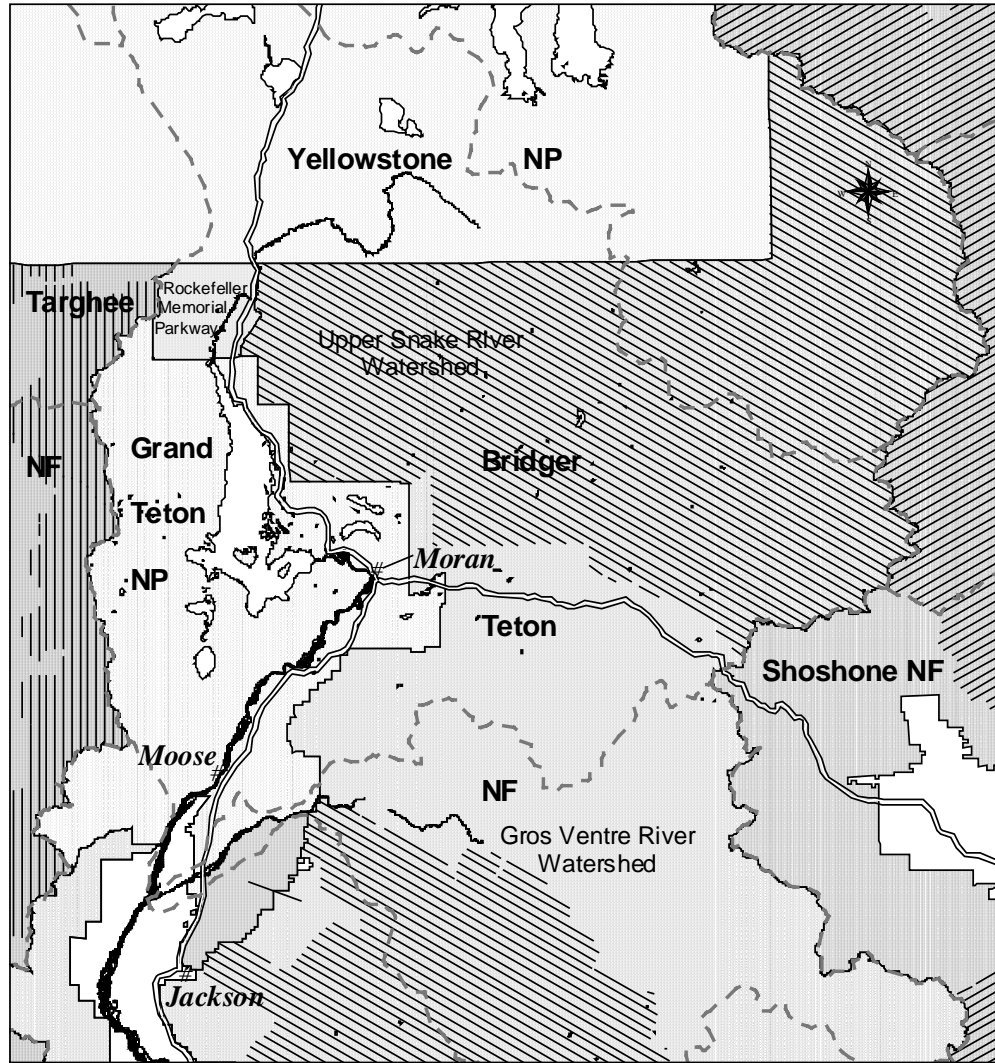 Yellowstone NP
Targhee
Rockefeller
Memorial
Parkway
Upper Snake River
Watershed
Grand
NF
Bridger
Teton
Moran
NP
Teton
Shoshone NF
Moose
NF
Gros Ventre River
Watershed
Jackson